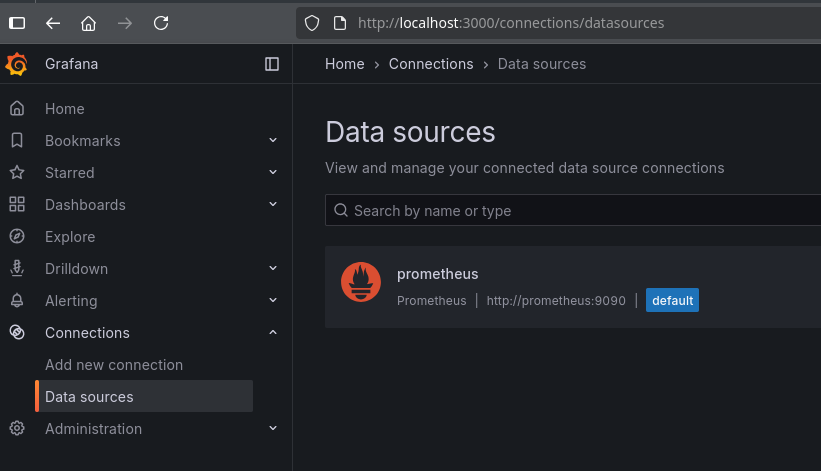 http://localhost:3000/connections/datasources
Grafana
Home › Connections › Data sources
Home
Bookmarks
Starred
Dashboards
Explore
Drilldown
Alerting
Connections
Add new connection
Data sources
Administration
Data sources
View and manage your connected data source connections
Search by name or type
prometheus
Prometheus | http://prometheus:9090 | default